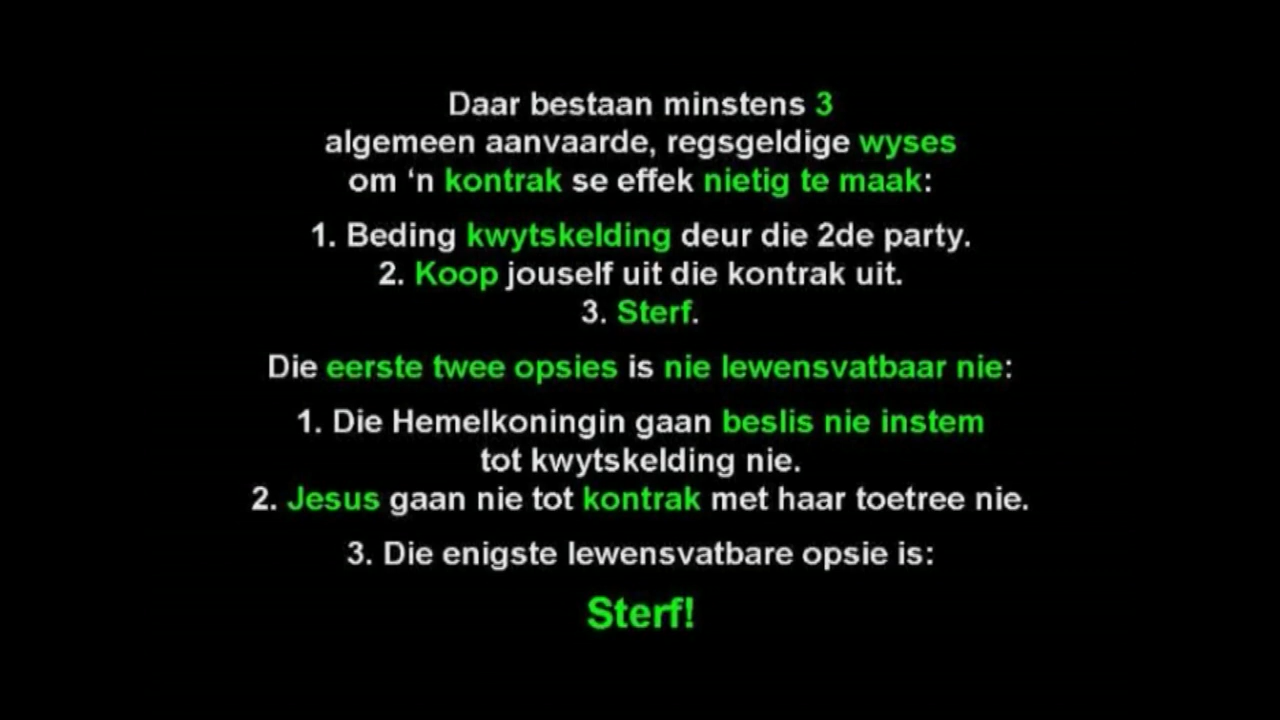 Daar bestaan minstens 3
algemeen aanvaarde, regsgeldige wyses
om ‘n kontrak se effek nietig te maak:
1. Beding kwytskelding deur die 2de party.
2. Koop jouself uit die kontrak uit.
3. Sterf.
Die eerste twee opsies is nie lewensvatbaar nie:
1. Die Hemelkoningin gaan beslis nie instem
tot kwytskelding nie.
2. Jesus gaan nie tot kontrak met haar toetree nie.
3. Die enigste lewensvatbare opsie is:
Sterf!